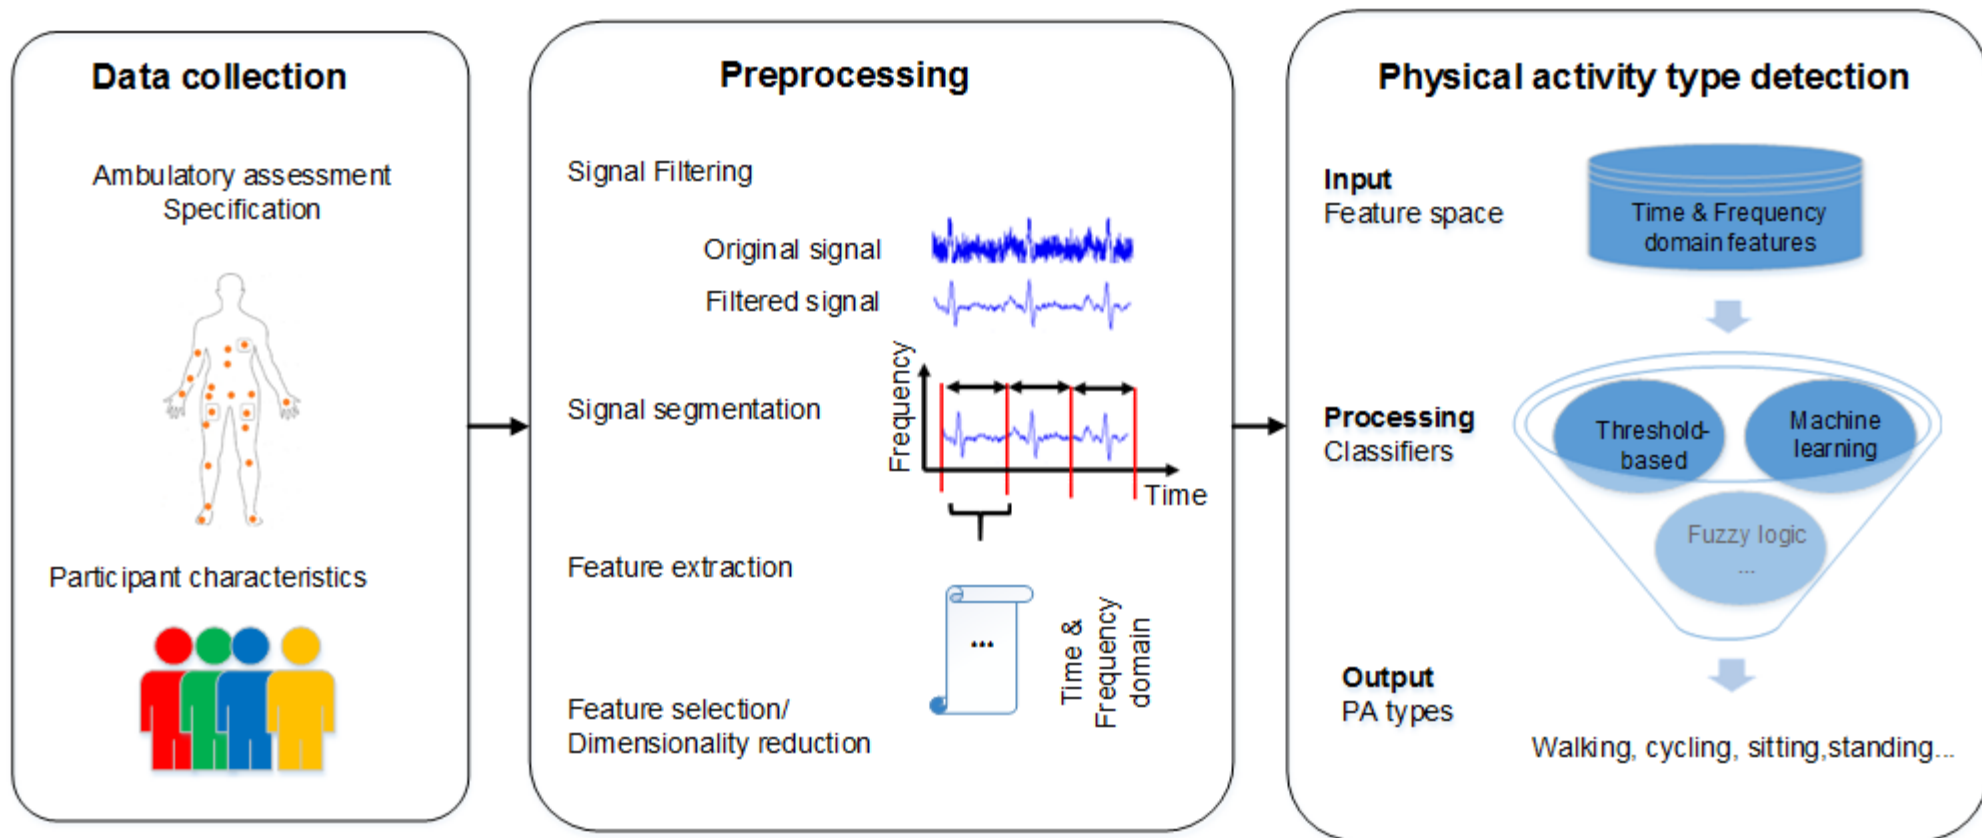 Data collection
Ambulatory assessment
Specification
Participant characteristics
Preprocessing
Signal Filtering
Original signal
Filtered signal
Signal segmentation
Frequency
Time
Feature extraction
...
Time &
Frequency
domain
Feature selection/
Dimensionality reduction
Physical activity type detection
Input
Feature space
Time & Frequency
domain features
Processing
Classifiers
Threshold-
based
Machine
learning
Fuzzy logic
...
Output
PA types
Walking, cycling, sitting,standing...